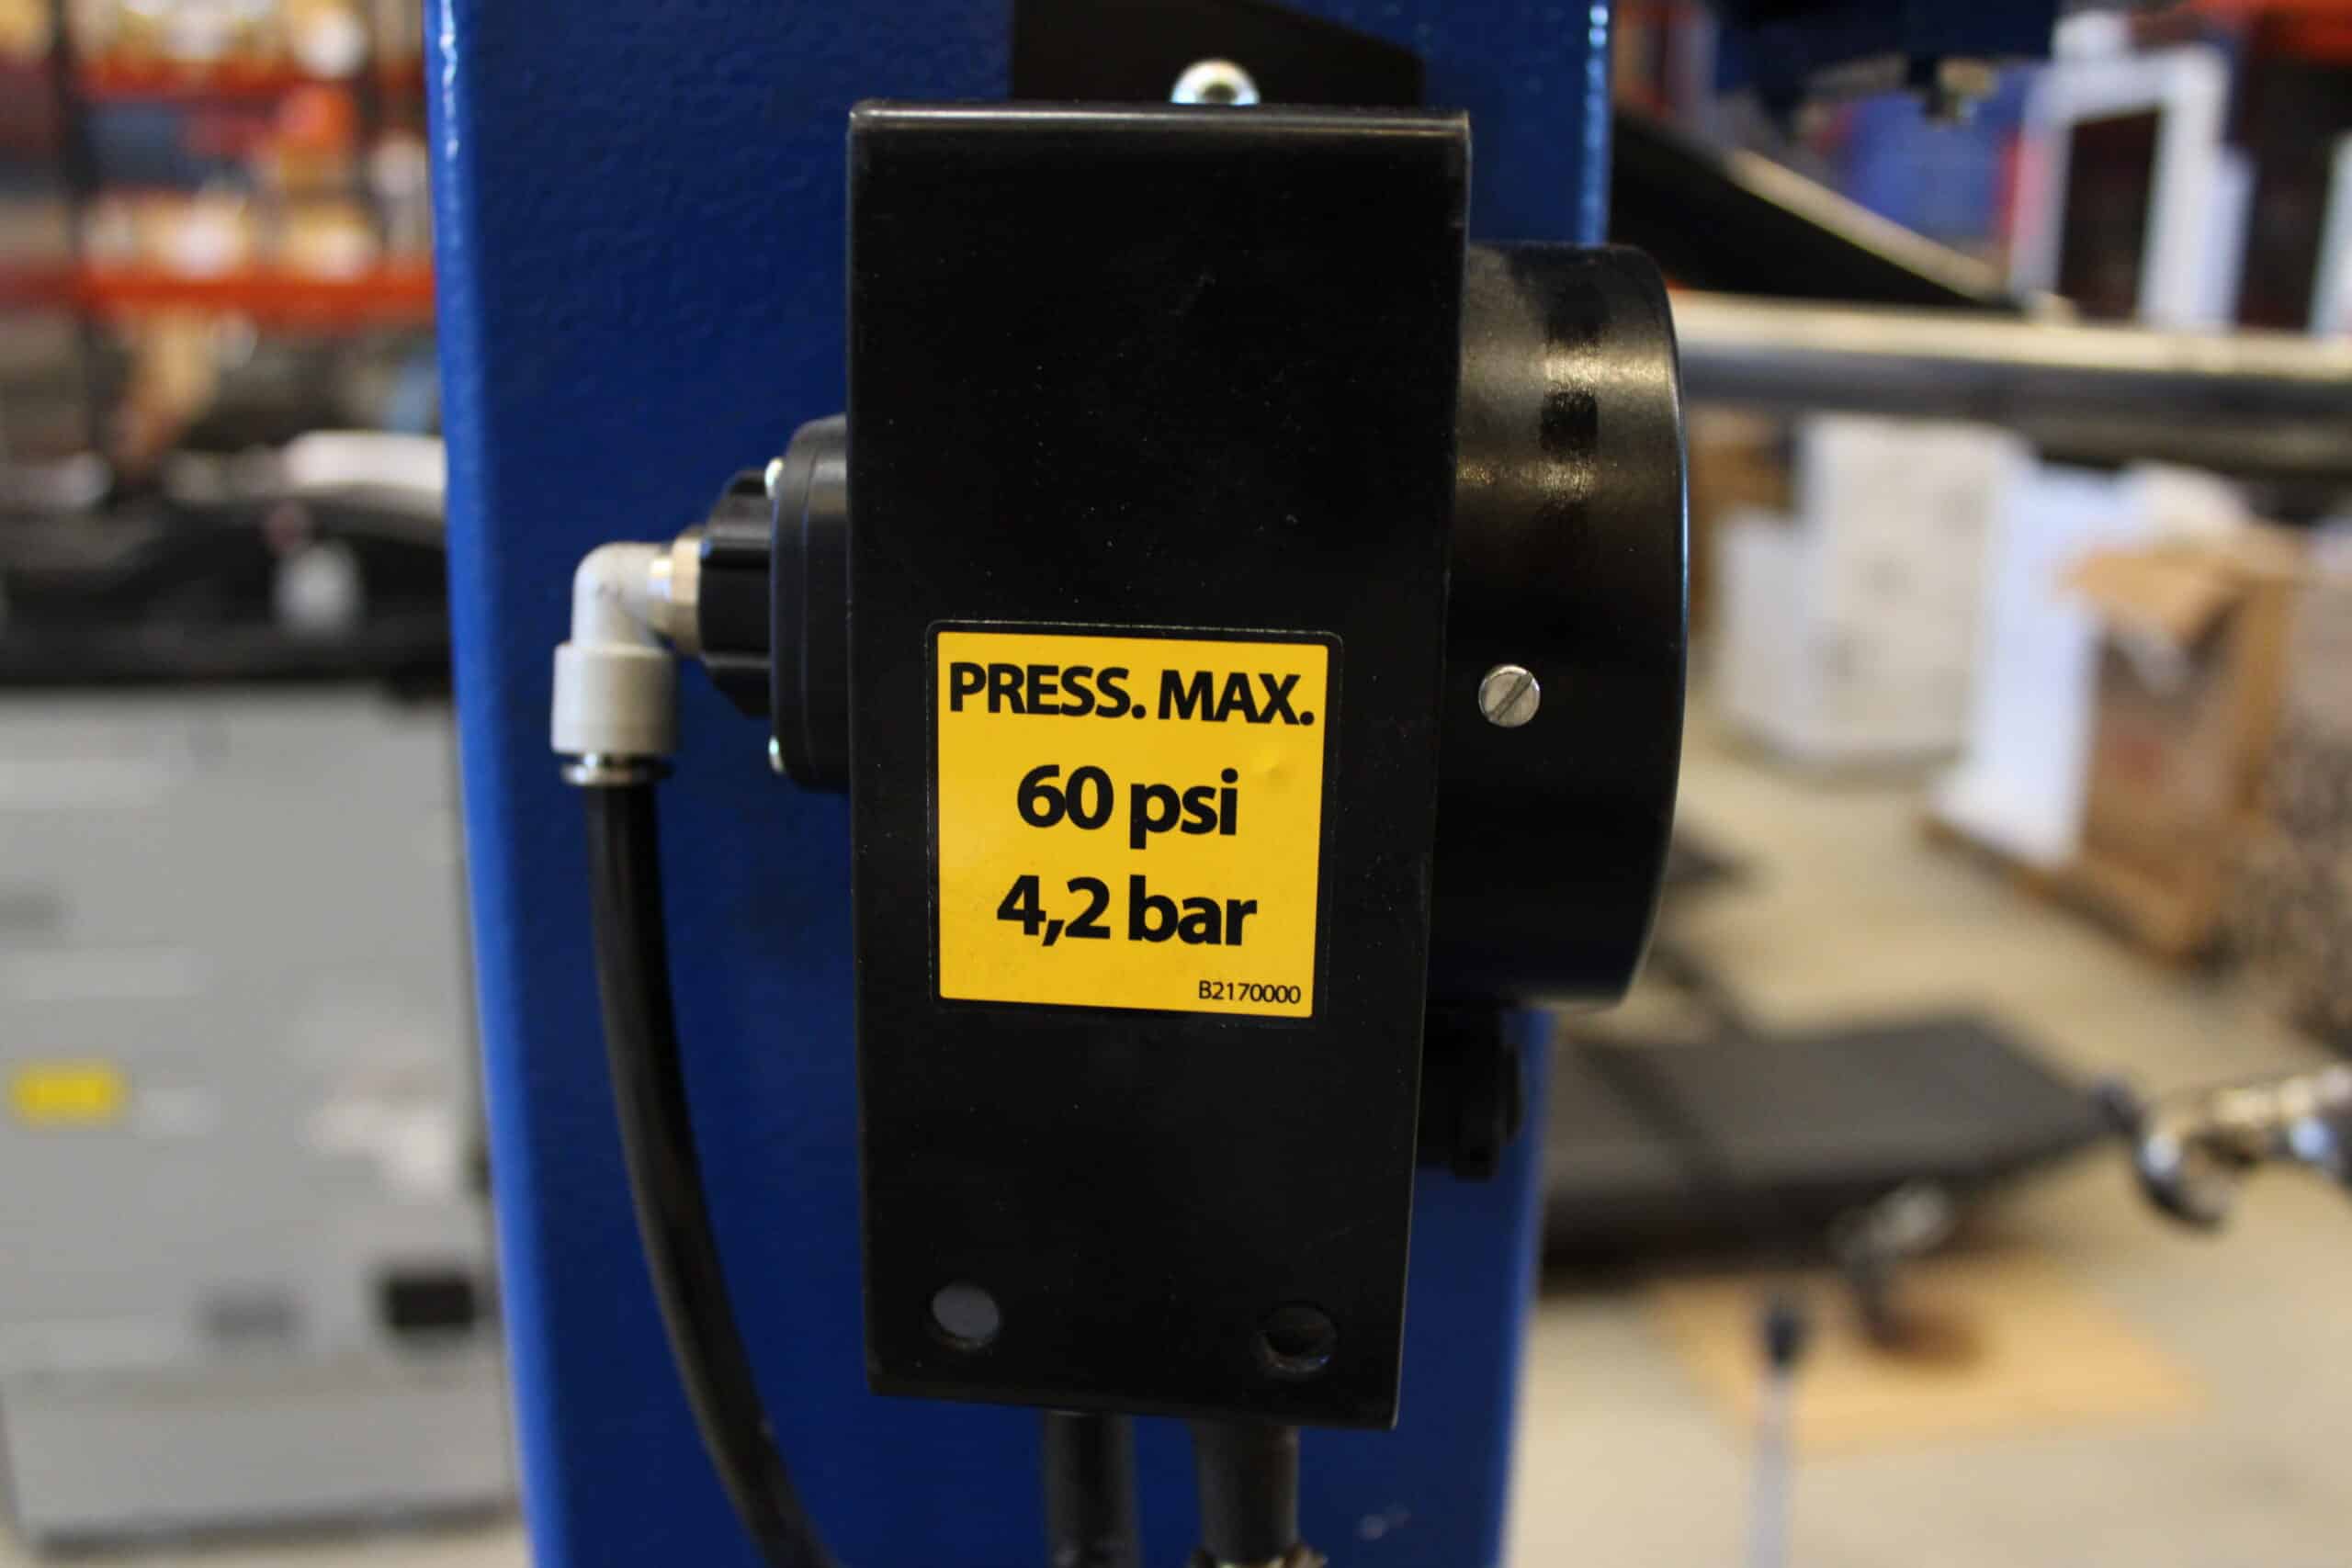 PRESS. MAX.
60 psi
4,2 bar
B2170000